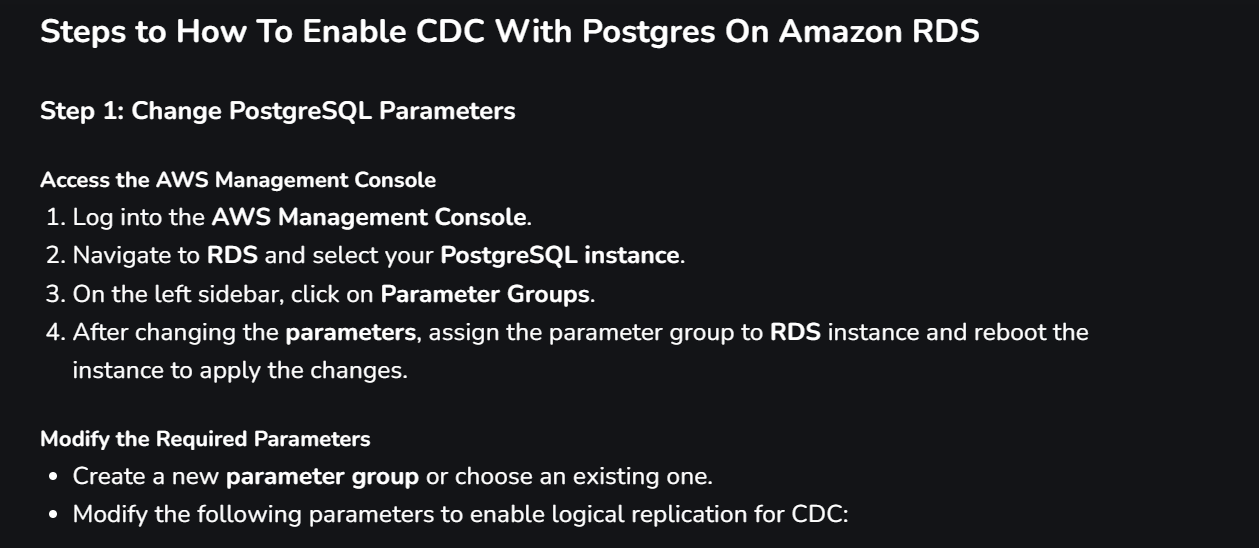 Steps to How To Enable CDC With Postgres On Amazon RDS
Step 1: Change PostgreSQL Parameters
Access the AWS Management Console
1. Log into the AWS Management Console.
2. Navigate to RDS and select your PostgreSQL instance.
3. On the left sidebar, click on Parameter Groups.
4. After changing the parameters, assign the parameter group to RDS instance and reboot the
instance to apply the changes.
Modify the Required Parameters
• Create a new parameter group or choose an existing one.
• Modify the following parameters to enable logical replication for CDC: